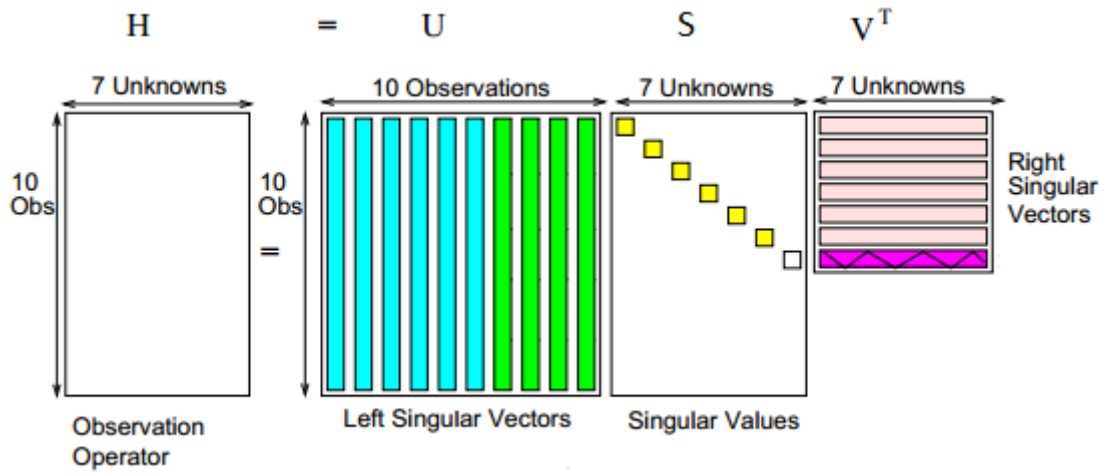 H = U S V^T
7 Unknowns
10 Observations
7 Unknowns
7 Unknowns
10
Obs
10
Obs
=
Right
Singular
Vectors
Observation
Operator
Left Singular Vectors
Singular Values